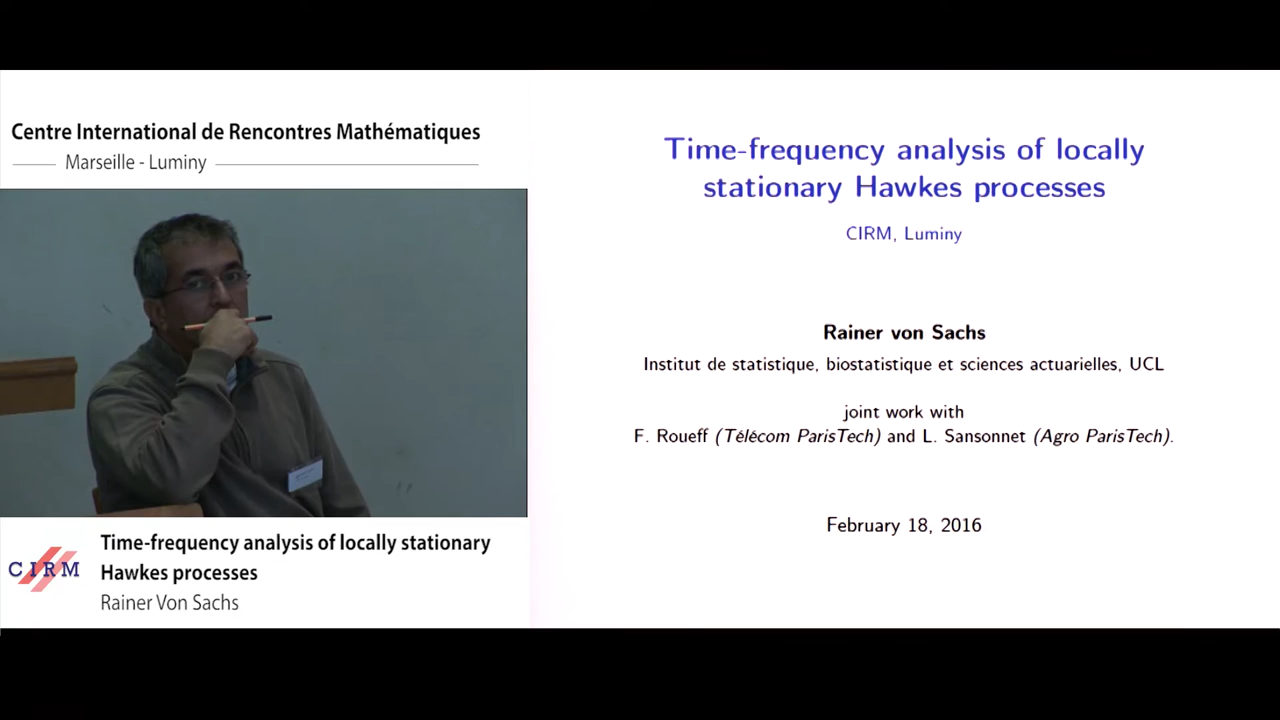 Centre International de Rencontres Mathématiques
Marseille - Luminy
CIRM
Time-frequency analysis of locally stationary
Hawkes processes
Rainer Von Sachs
Time-frequency analysis of locally
stationary Hawkes processes
CIRM, Luminy
Rainer von Sachs
Institut de statistique, biostatistique et sciences actuarielles, UCL
joint work with
F. Roueff (Télécom ParisTech) and L. Sansonnet (Agro ParisTech).
February 18, 2016